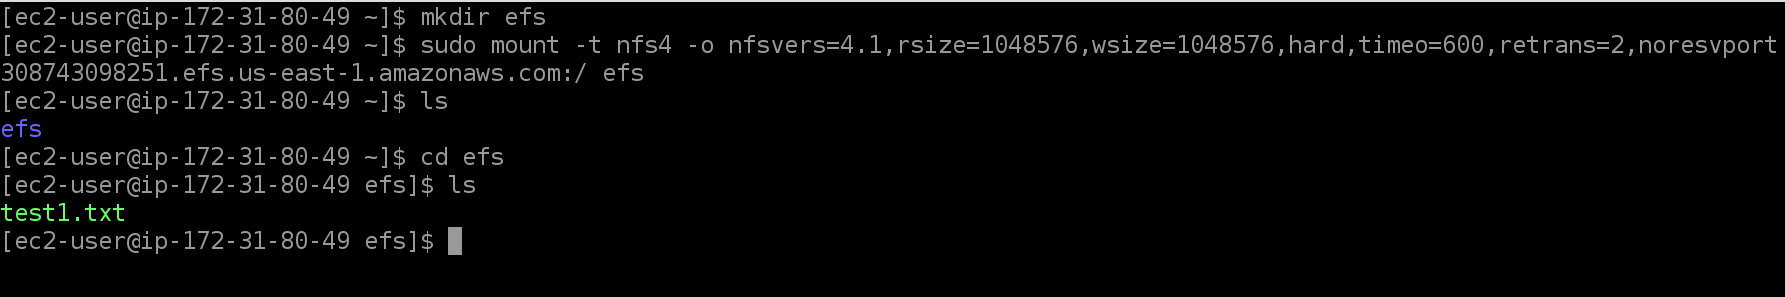 [ec2-user@ip-172-31-80-49 ~]$ mkdir efs
[ec2-user@ip-172-31-80-49 ~]$ sudo mount -t nfs4 -o nfsvers=4.1,rsize=1048576,wsize=1048576,hard,timeo=600,retrans=2,noresvport
308743098251.efs.us-east-1.amazonaws.com:/ efs
[ec2-user@ip-172-31-80-49 ~]$ ls
efs
[ec2-user@ip-172-31-80-49 ~]$ cd efs
[ec2-user@ip-172-31-80-49 efs]$ ls
test1.txt
[ec2-user@ip-172-31-80-49 efs]$